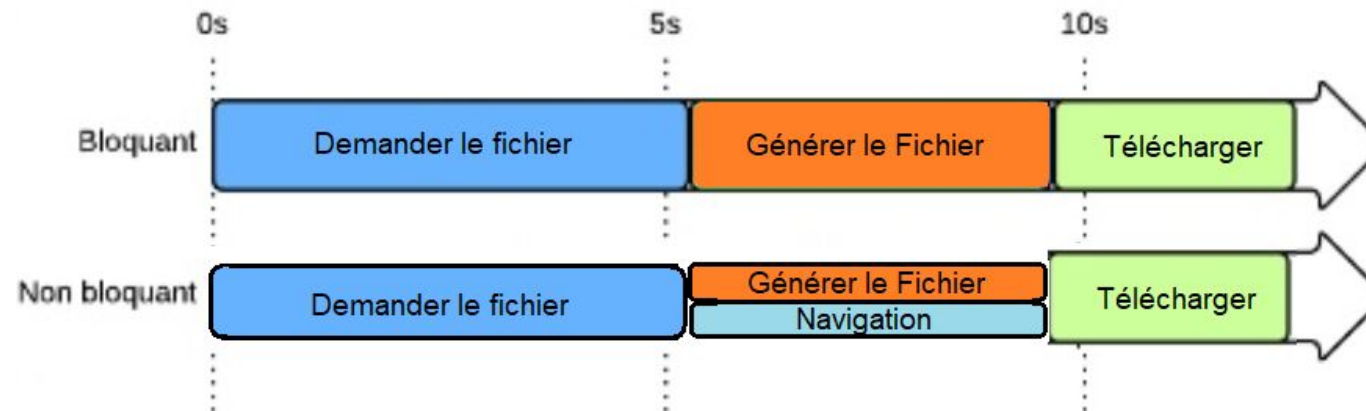 0s 5s 10s
Bloquant Demander le fichier Générer le Fichier Télécharger
Non bloquant Demander le fichier Générer le Fichier Télécharger
Navigation